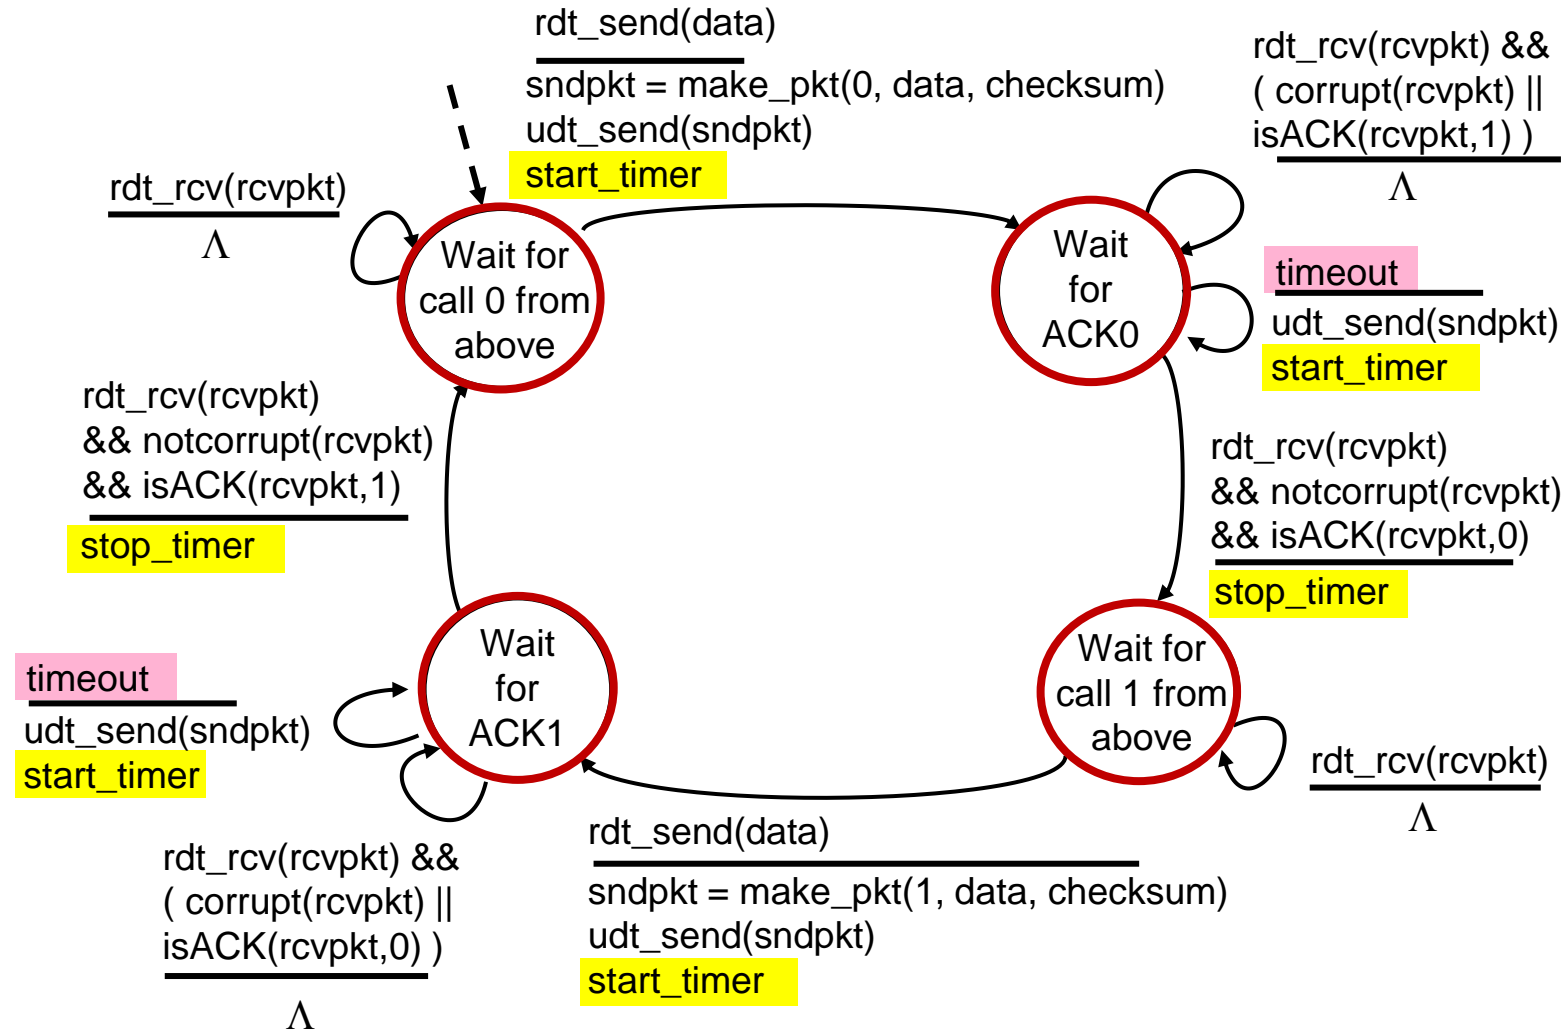 rdt_send(data)
sndpkt = make_pkt(0, data, checksum)
udt_send(sndpkt)
start_timer
rdt_rcv(rcvpkt) &&
( corrupt(rcvpkt) ||
isACK(rcvpkt,1) )
Λ
rdt_rcv(rcvpkt)
Λ
Wait for
call 0 from
above
Wait
for
ACK0
timeout
udt_send(sndpkt)
start_timer
rdt_rcv(rcvpkt)
&& notcorrupt(rcvpkt)
&& isACK(rcvpkt,1)
stop_timer
rdt_rcv(rcvpkt)
&& notcorrupt(rcvpkt)
&& isACK(rcvpkt,0)
stop_timer
timeout
udt_send(sndpkt)
start_timer
Wait
for
ACK1
Wait for
call 1 from
above
rdt_rcv(rcvpkt)
Λ
rdt_rcv(rcvpkt) &&
( corrupt(rcvpkt) ||
isACK(rcvpkt,0) )
Λ
rdt_send(data)
sndpkt = make_pkt(1, data, checksum)
udt_send(sndpkt)
start_timer